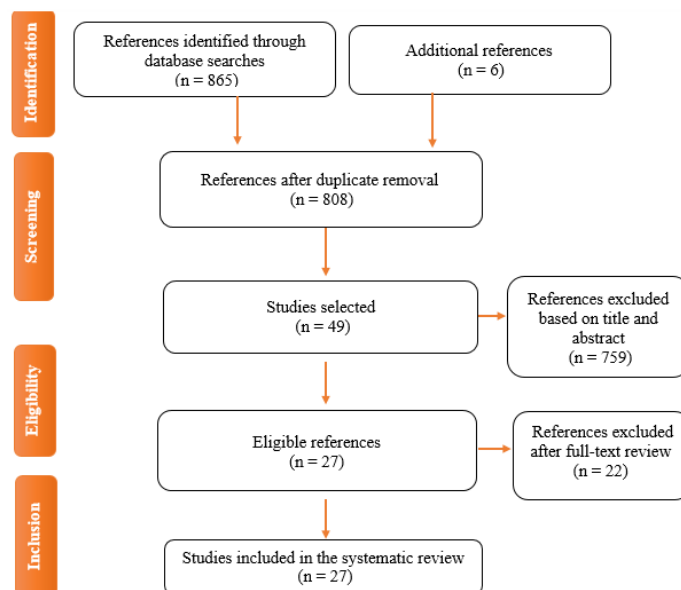 Identification
References identified through
database searches
(n = 865)
Additional references
(n = 6)
Screening
References after duplicate removal
(n = 808)
Studies selected
(n = 49)
References excluded
based on title and
abstract
(n = 759)
Eligibility
Eligible references
(n = 27)
References excluded
after full-text review
(n = 22)
Inclusion
Studies included in the systematic review
(n = 27)